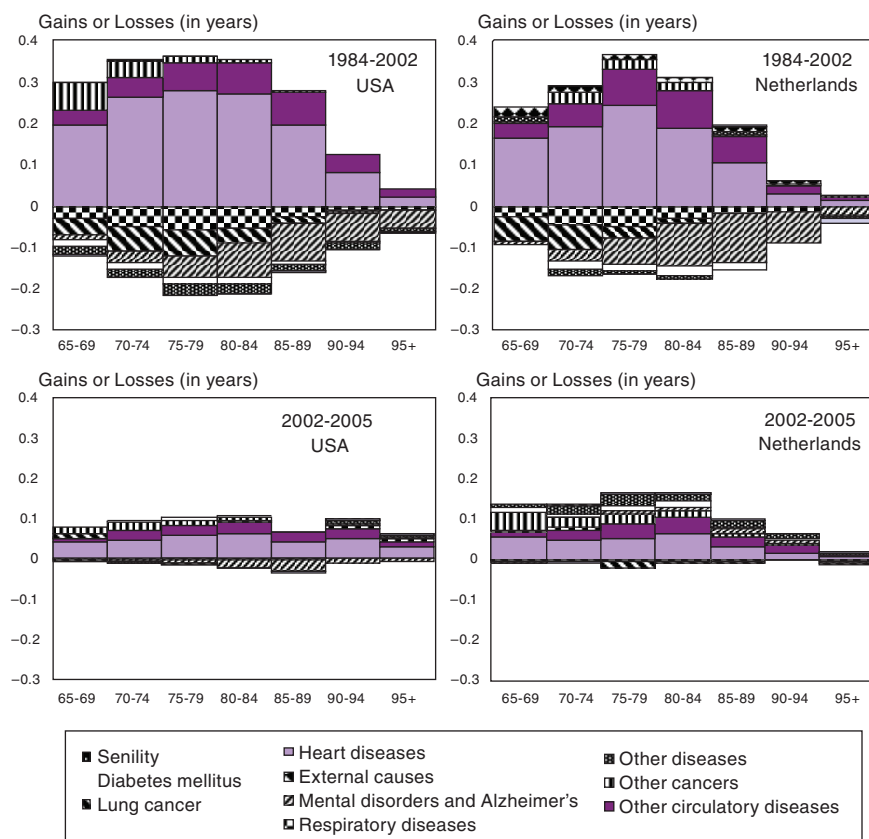 Gains or Losses (in years)
0.4
0.3
0.2
0.1
0
−0.1
−0.2
−0.3
1984-2002
USA
65-69 70-74 75-79 80-84 85-89 90-94 95+
Gains or Losses (in years)
0.4
0.3
0.2
0.1
0
−0.1
−0.2
−0.3
1984-2002
Netherlands
65-69 70-74 75-79 80-84 85-89 90-94 95+
Gains or Losses (in years)
0.4
0.3
0.2
0.1
0
−0.1
−0.2
−0.3
2002-2005
USA
65-69 70-74 75-79 80-84 85-89 90-94 95+
Gains or Losses (in years)
0.4
0.3
0.2
0.1
0
−0.1
−0.2
−0.3
2002-2005
Netherlands
65-69 70-74 75-79 80-84 85-89 90-94 95+
Senility
Diabetes mellitus
Lung cancer
Heart diseases
External causes
Mental disorders and Alzheimer's
Respiratory diseases
Other diseases
Other cancers
Other circulatory diseases